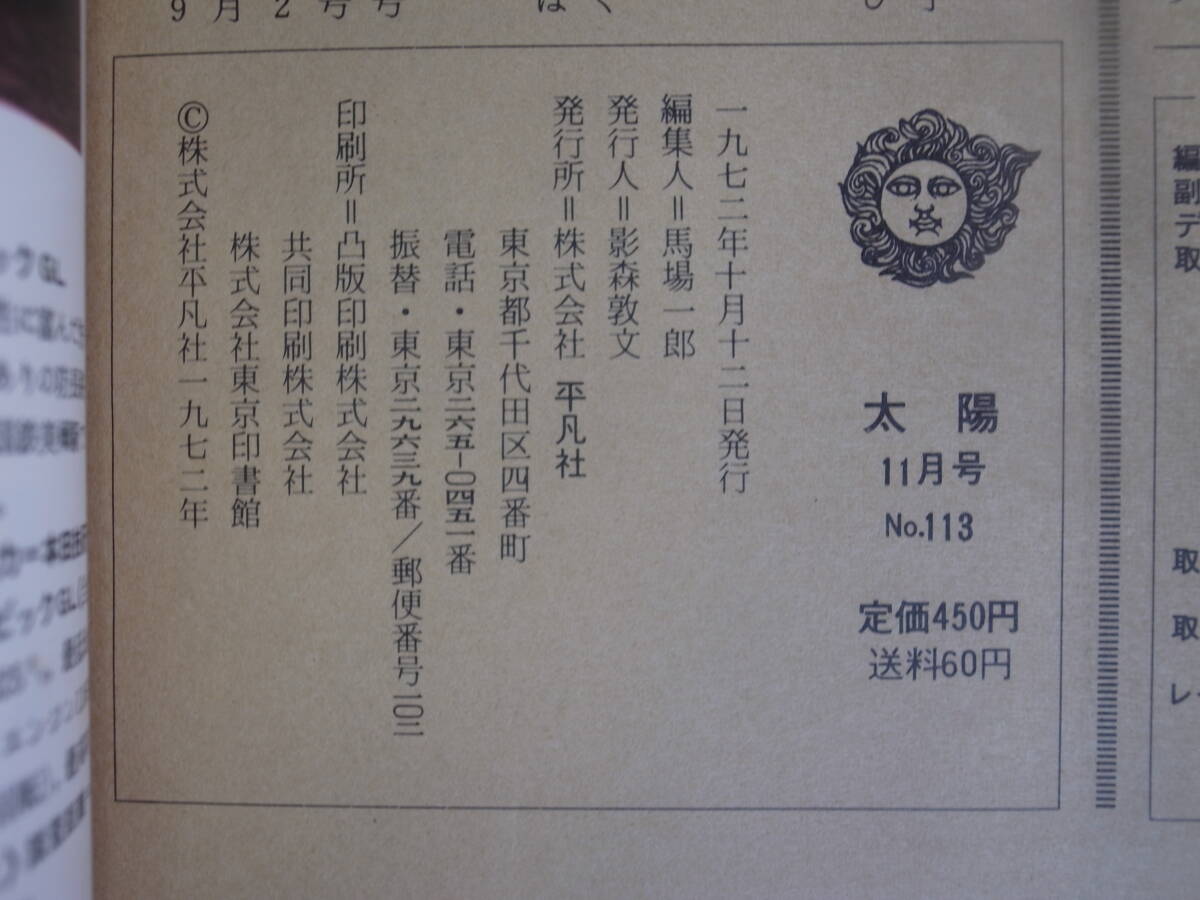 太陽
11月号
No.113
定価450円
送料60円
一九七二年十月十二日発行
編集人＝馬場一郎
発行人＝影森敦文
発行所＝株式会社 平凡社
東京都千代田区四番町
電話・東京二六五－〇四五一番
振替・東京二九六三九番／郵便番号一〇二
印刷所＝凸版印刷株式会社
共同印刷株式会社
株式会社東京印書館
©株式会社平凡社一九七二年